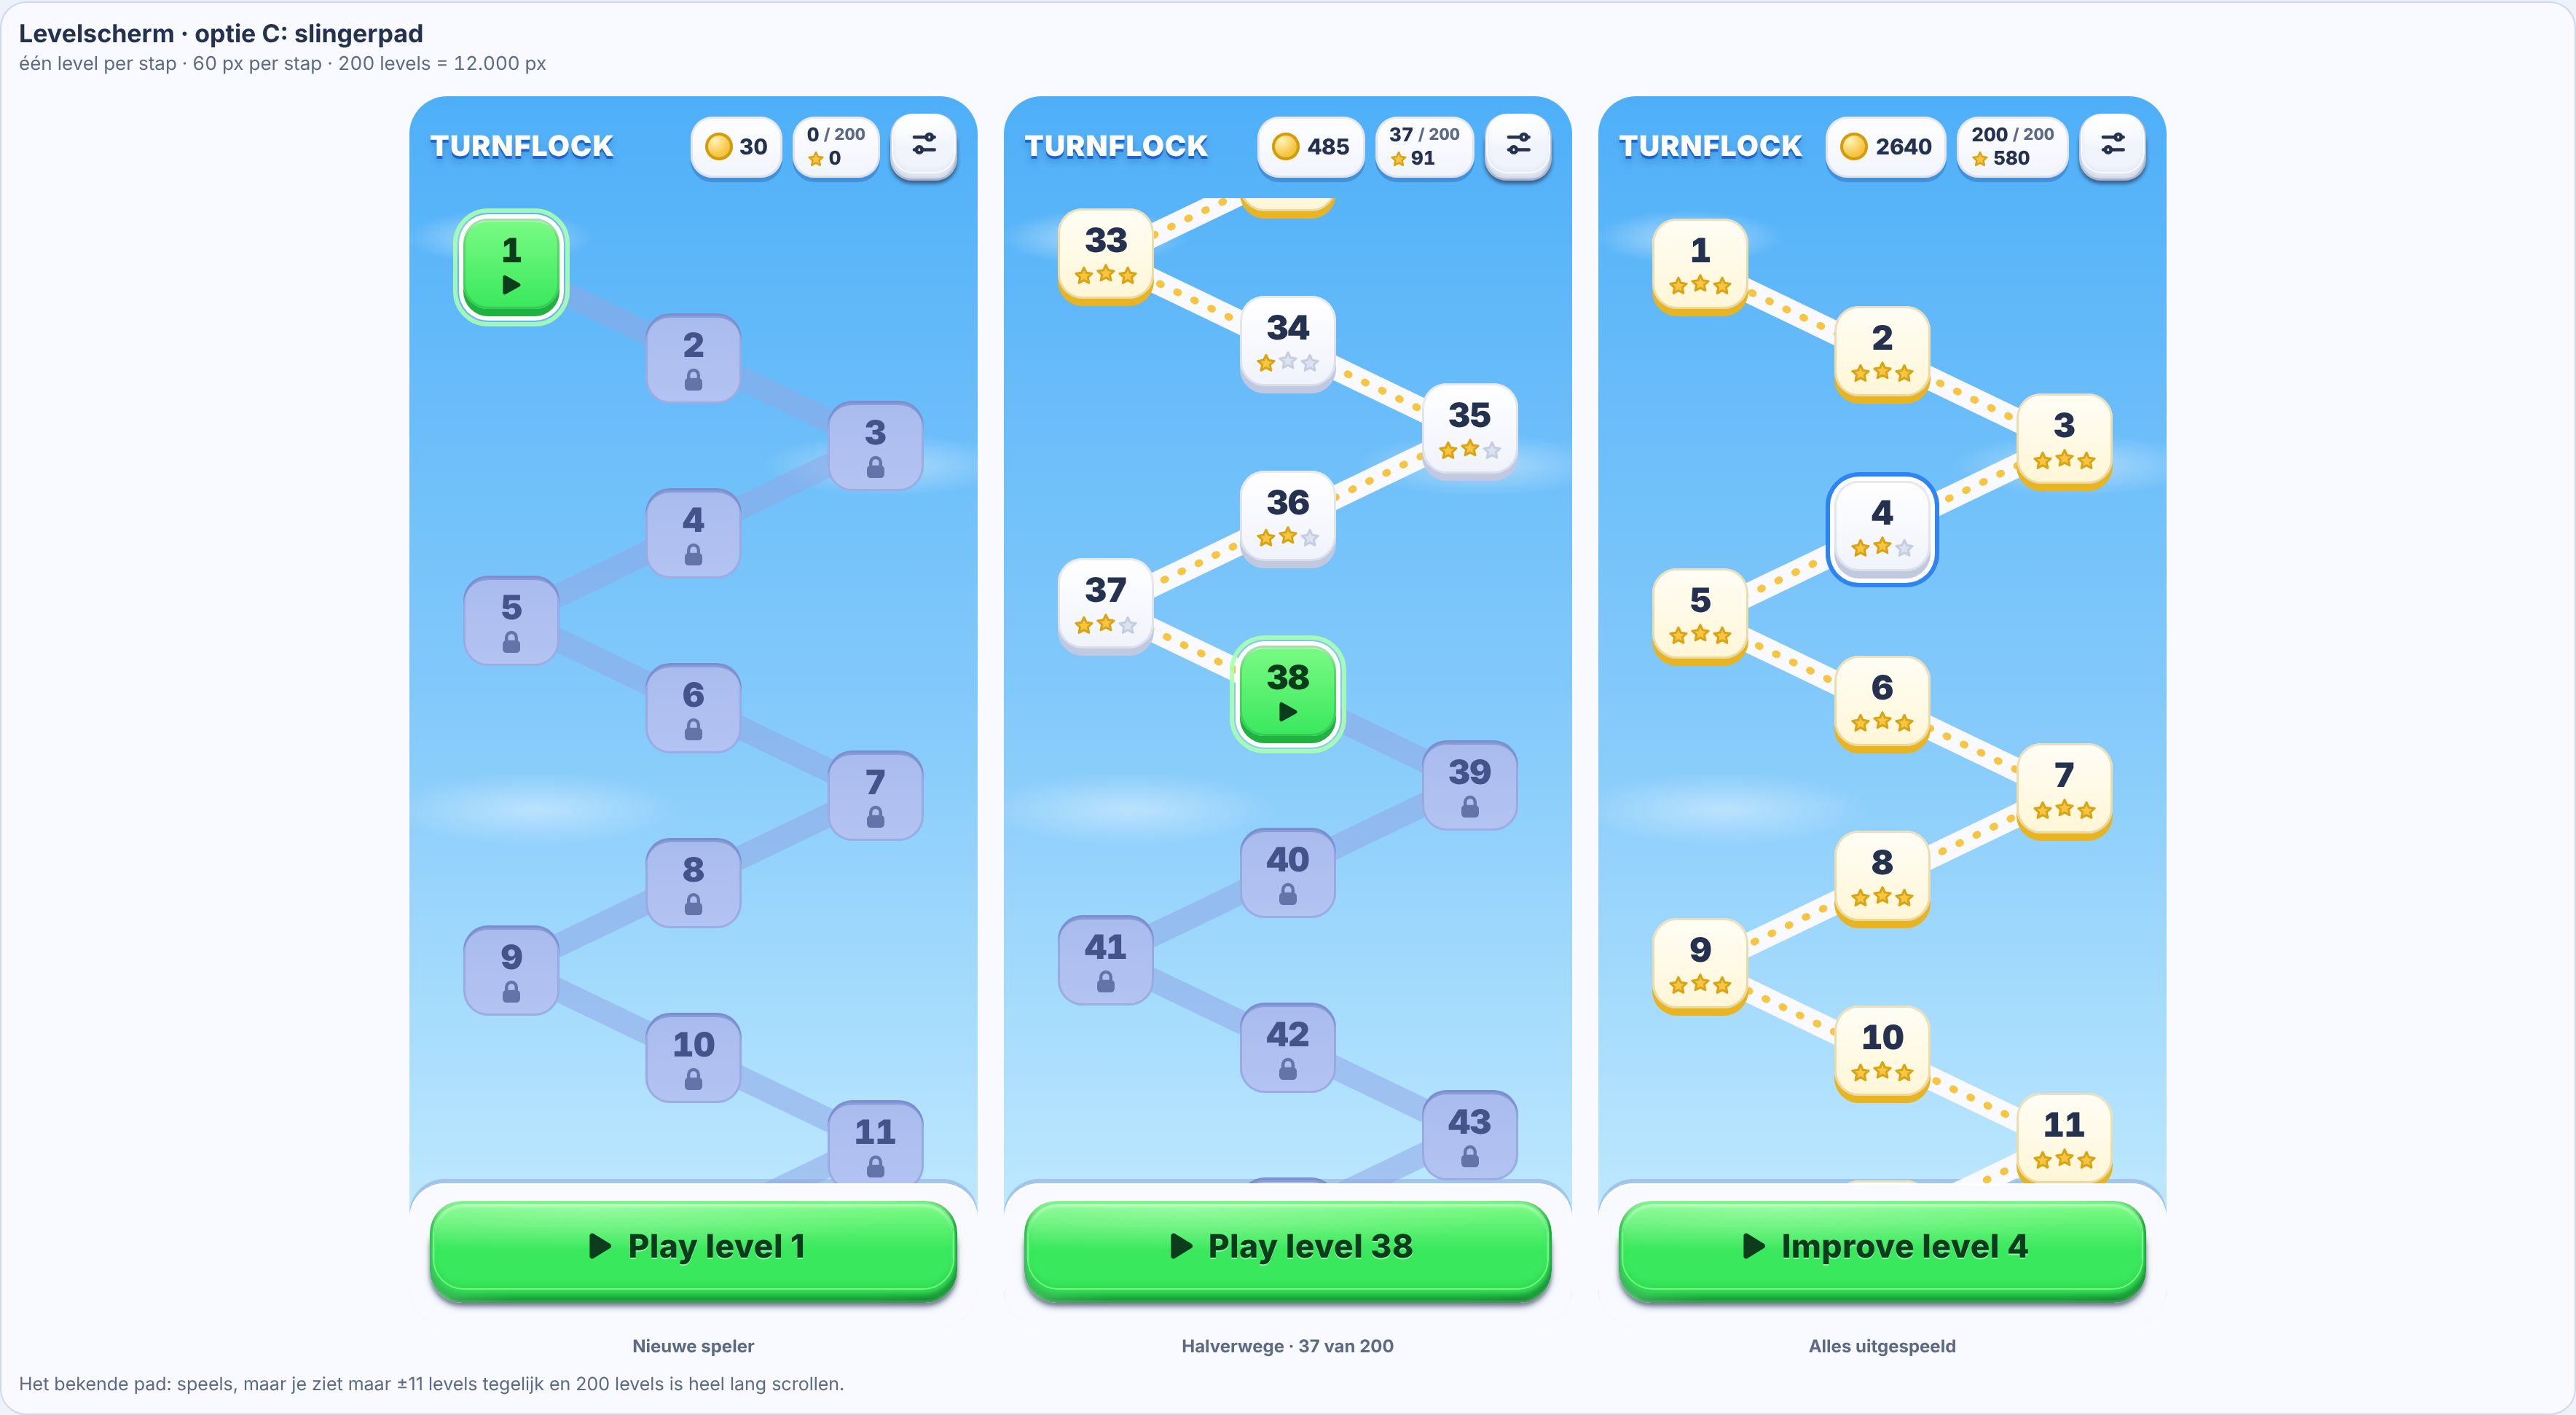 Levelscherm · optie C: slingerpad
één level per stap · 60 px per stap · 200 levels = 12.000 px
TURNFLOCK
30
0 / 200
0
1
2
3
4
5
6
7
8
9
10
11
Play level 1
Nieuwe speler
TURNFLOCK
485
37 / 200
91
33
34
35
36
37
38
39
40
41
42
43
Play level 38
Halverwege · 37 van 200
TURNFLOCK
2640
200 / 200
580
1
2
3
4
5
6
7
8
9
10
11
Improve level 4
Alles uitgespeeld
Het bekende pad: speels, maar je ziet maar ±11 levels tegelijk en 200 levels is heel lang scrollen.